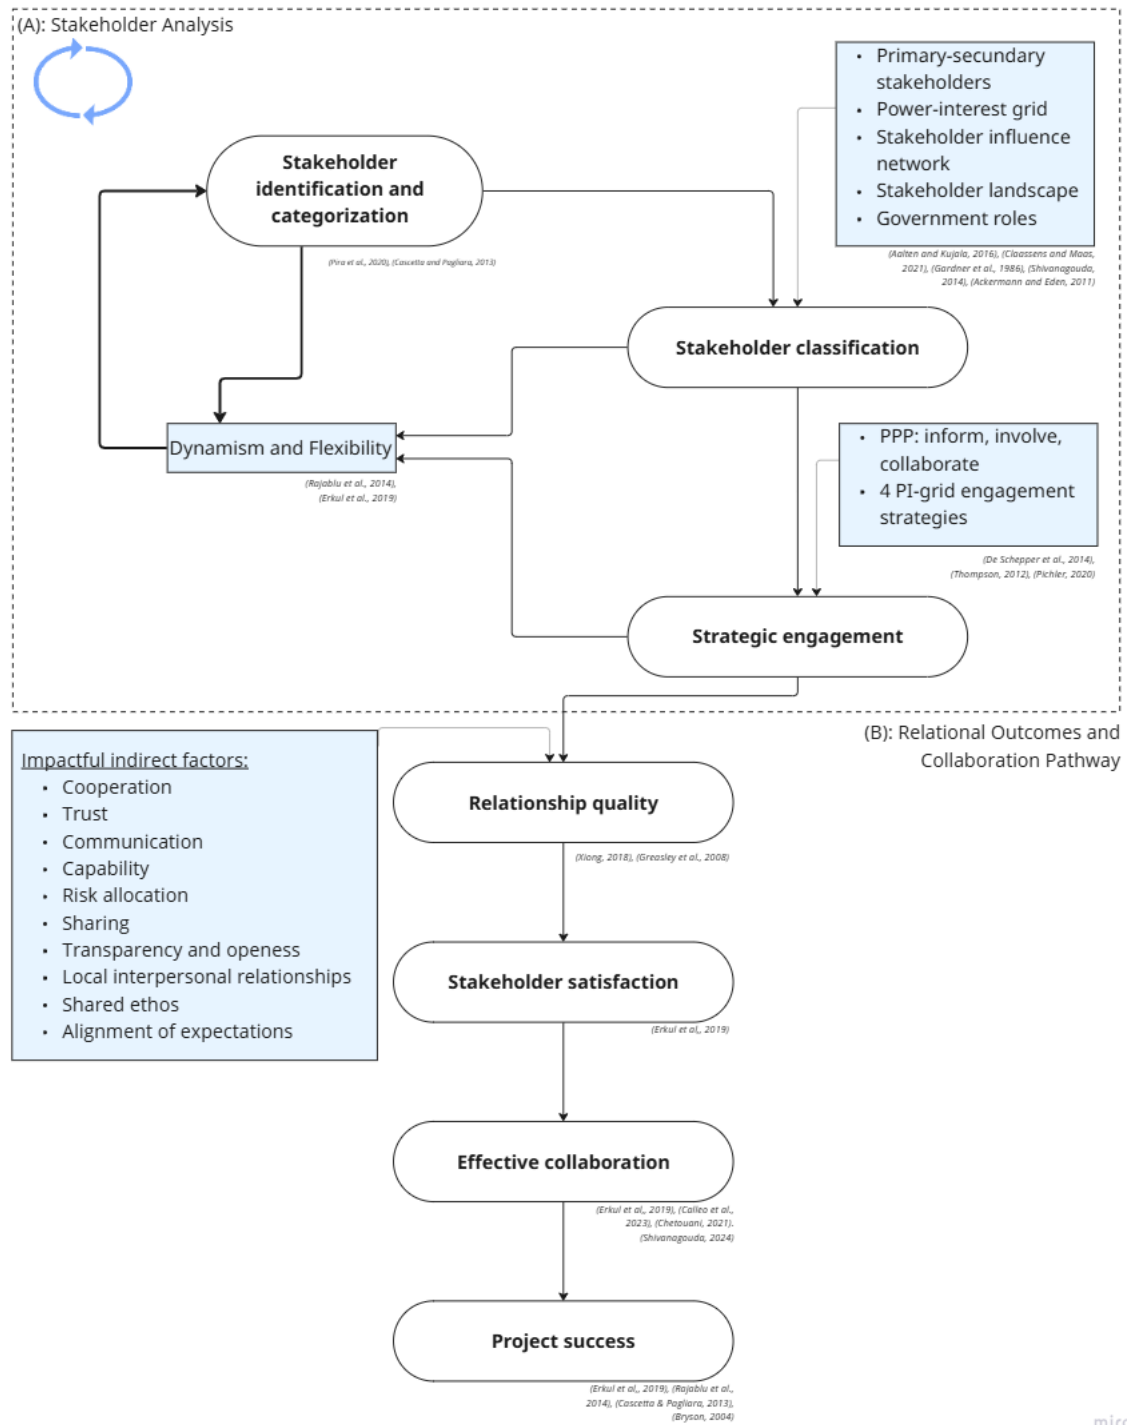 (A): Stakeholder Analysis
• Primary-secundary
stakeholders
• Power-interest grid
• Stakeholder influence
network
• Stakeholder landscape
• Government roles
(Aalten and Kujala, 2016), (Claassens and Maas,
2021), (Gardner et al., 1986), (Shivanagouda,
2014), (Ackermann and Eden, 2011)
Stakeholder
identification and
categorization
(Pira et al., 2020), (Cascetta and Pagliara, 2013)
Stakeholder classification
Dynamism and Flexibility
(Rajablu et al., 2014),
(Erkul et al., 2019)
• PPP: inform, involve,
collaborate
• 4 PI-grid engagement
strategies
(De Schepper et al., 2014),
(Thompson, 2012), (Pichler, 2020)
Strategic engagement
(B): Relational Outcomes and
Collaboration Pathway
Impactful indirect factors:
• Cooperation
• Trust
• Communication
• Capability
• Risk allocation
• Sharing
• Transparency and openess
• Local interpersonal relationships
• Shared ethos
• Alignment of expectations
Relationship quality
(Xiong, 2018), (Greasley et al., 2008)
Stakeholder satisfaction
(Erkul et al,, 2019)
Effective collaboration
(Erkul et al,, 2019), (Calleo et al.,
2023), (Chetouani, 2021).
(Shivanagouda, 2024)
Project success
(Erkul et al,, 2019), (Rajablu et al.,
2014), (Cascetta & Pagliara, 2013),
(Bryson, 2004)